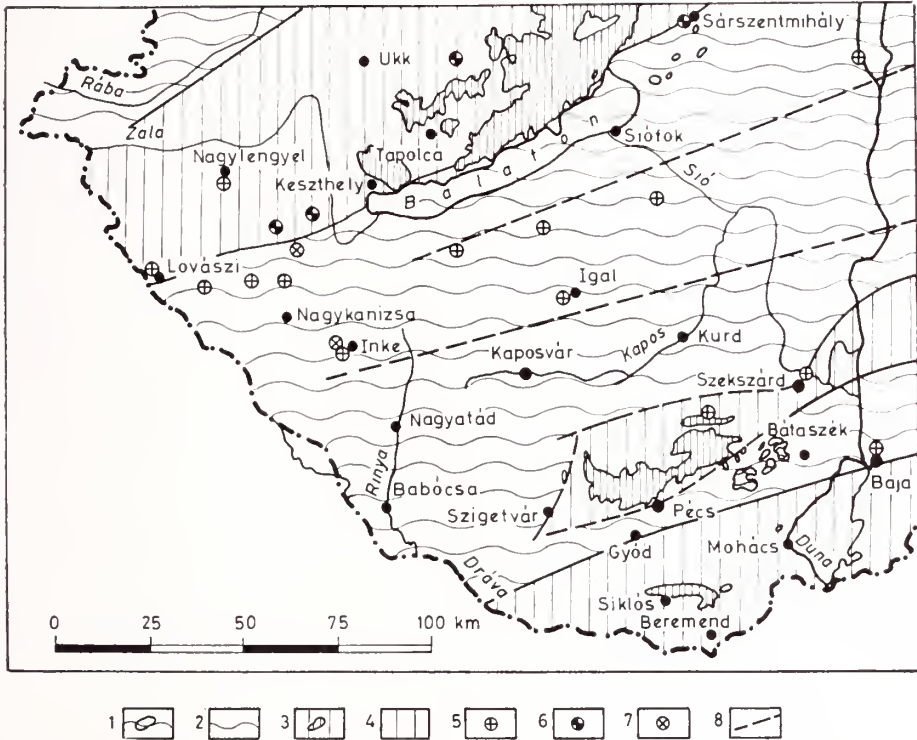 Sárszentmihály
Ukk
Rába
Zala
Siófok
Nagylengyel
Tapolca
Keszthely
Balaton
Sió
Lovászi
Igal
Nagykanizsa
Inke
Kapos
Kurd
Kaposvár
Szekszárd
Nagyatád
Bátaszék
Rinya
Babócsa
Szigetvár
Pécs
Baja
Gyód
Mohács
Duna
Dráva
Siklós
Beremend
0 25 50 75 100 km
1 2 3 4 5 6 7 8